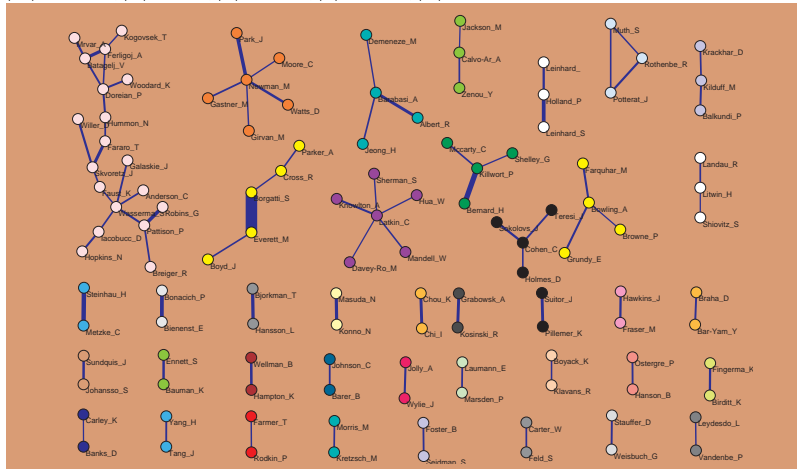 Kogovsek_T
Mrvar_A
Ferligoj_A
Batagelj_V
Woodard_K
Doreian_P
Willer_D
Hummon_N
Fararo_T
Galaskie_J
Skvoretz_J
Faust_K
Anderson_C
Wasserman_S
Robins_G
Pattison_P
Iacobucc_D
Hopkins_N
Breiger_R
Park_J
Moore_C
Newman_M
Gastner_M
Watts_D
Girvan_M
Parker_A
Cross_R
Borgatti_S
Everett_M
Boyd_J
Demeneze_M
Barabasi_A
Albert_R
Jeong_H
Sherman_S
Knowlton_A
Hua_W
Latkin_C
Mandell_W
Davey-Ro_M
Jackson_M
Calvo-Ar_A
Zenou_Y
Mccarty_C
Shelley_G
Killwort_P
Bernard_H
Sokolovs_J
Teresi_J
Cohen_C
Holmes_D
Leinhard_
Holland_P
Leinhard_S
Farquhar_M
Bowling_A
Browne_P
Grundy_E
Muth_S
Rothenbe_R
Potterat_J
Krackhar_D
Kilduff_M
Balkundi_P
Landau_R
Litwin_H
Shiovitz_S
Steinhau_H
Metzke_C
Bonacich_P
Bienenst_E
Bjorkman_T
Hansson_L
Masuda_N
Konno_N
Chou_K
Chi_I
Grabowsk_A
Kosinski_R
Suitor_J
Pillemer_K
Hawkins_J
Fraser_M
Braha_D
Bar-Yam_Y
Sundquis_J
Johansso_S
Ennett_S
Bauman_K
Wellman_B
Hampton_K
Johnson_C
Barer_B
Jolly_A
Wylie_J
Laumann_E
Marsden_P
Boyack_K
Klavans_R
Ostergre_P
Hanson_B
Fingerma_K
Birditt_K
Carley_K
Banks_D
Yang_H
Tang_J
Farmer_T
Rodkin_P
Morris_M
Kretzsch_M
Foster_B
Seidman_S
Carter_W
Feld_S
Stauffer_D
Weisbuch_G
Leydesdo_L
Vandenbe_P